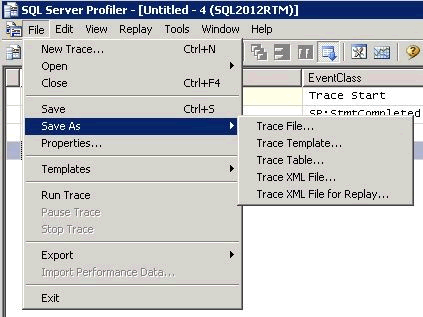 SQL Server Profiler - [Untitled - 4 (SQL2012RTM)]
File Edit View Replay Tools Window Help
New Trace... Ctrl+N
Open
Close Ctrl+F4
Save Ctrl+S
Save As
Properties...
Templates
Run Trace
Pause Trace
Stop Trace
Export
Import Performance Data...
Exit
Trace File...
Trace Template...
Trace Table...
Trace XML File...
Trace XML File for Replay...
EventClass
Trace Start
SP:StmtCompleted